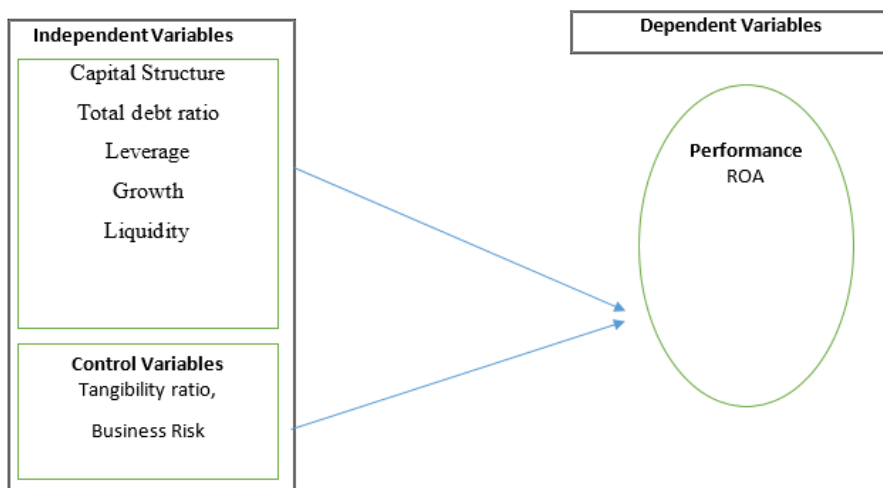 Independent Variables
Capital Structure
Total debt ratio
Leverage
Growth
Liquidity
Control Variables
Tangibility ratio,
Business Risk
Dependent Variables
Performance
ROA